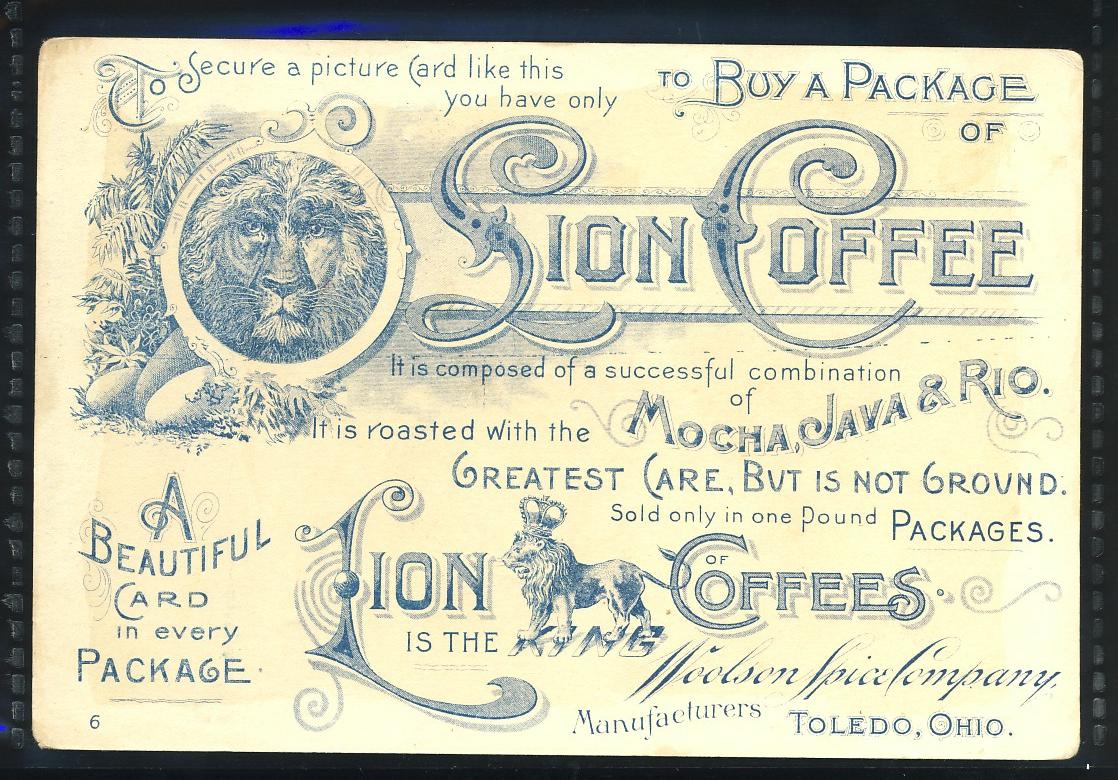 To Secure a picture Card like this
you have only
TO BUY A PACKAGE
OF
LION COFFEE
It is composed of a successful combination
of
MOCHA, JAVA & RIO.
It is roasted with the
GREATEST CARE, BUT IS NOT GROUND.
Sold only in one Pound PACKAGES.
A
BEAUTIFUL
CARD
in every
PACKAGE.
LION
IS THE KING
OF
COFFEES.
Woolson Spice Company,
Manufacturers TOLEDO, OHIO.
6